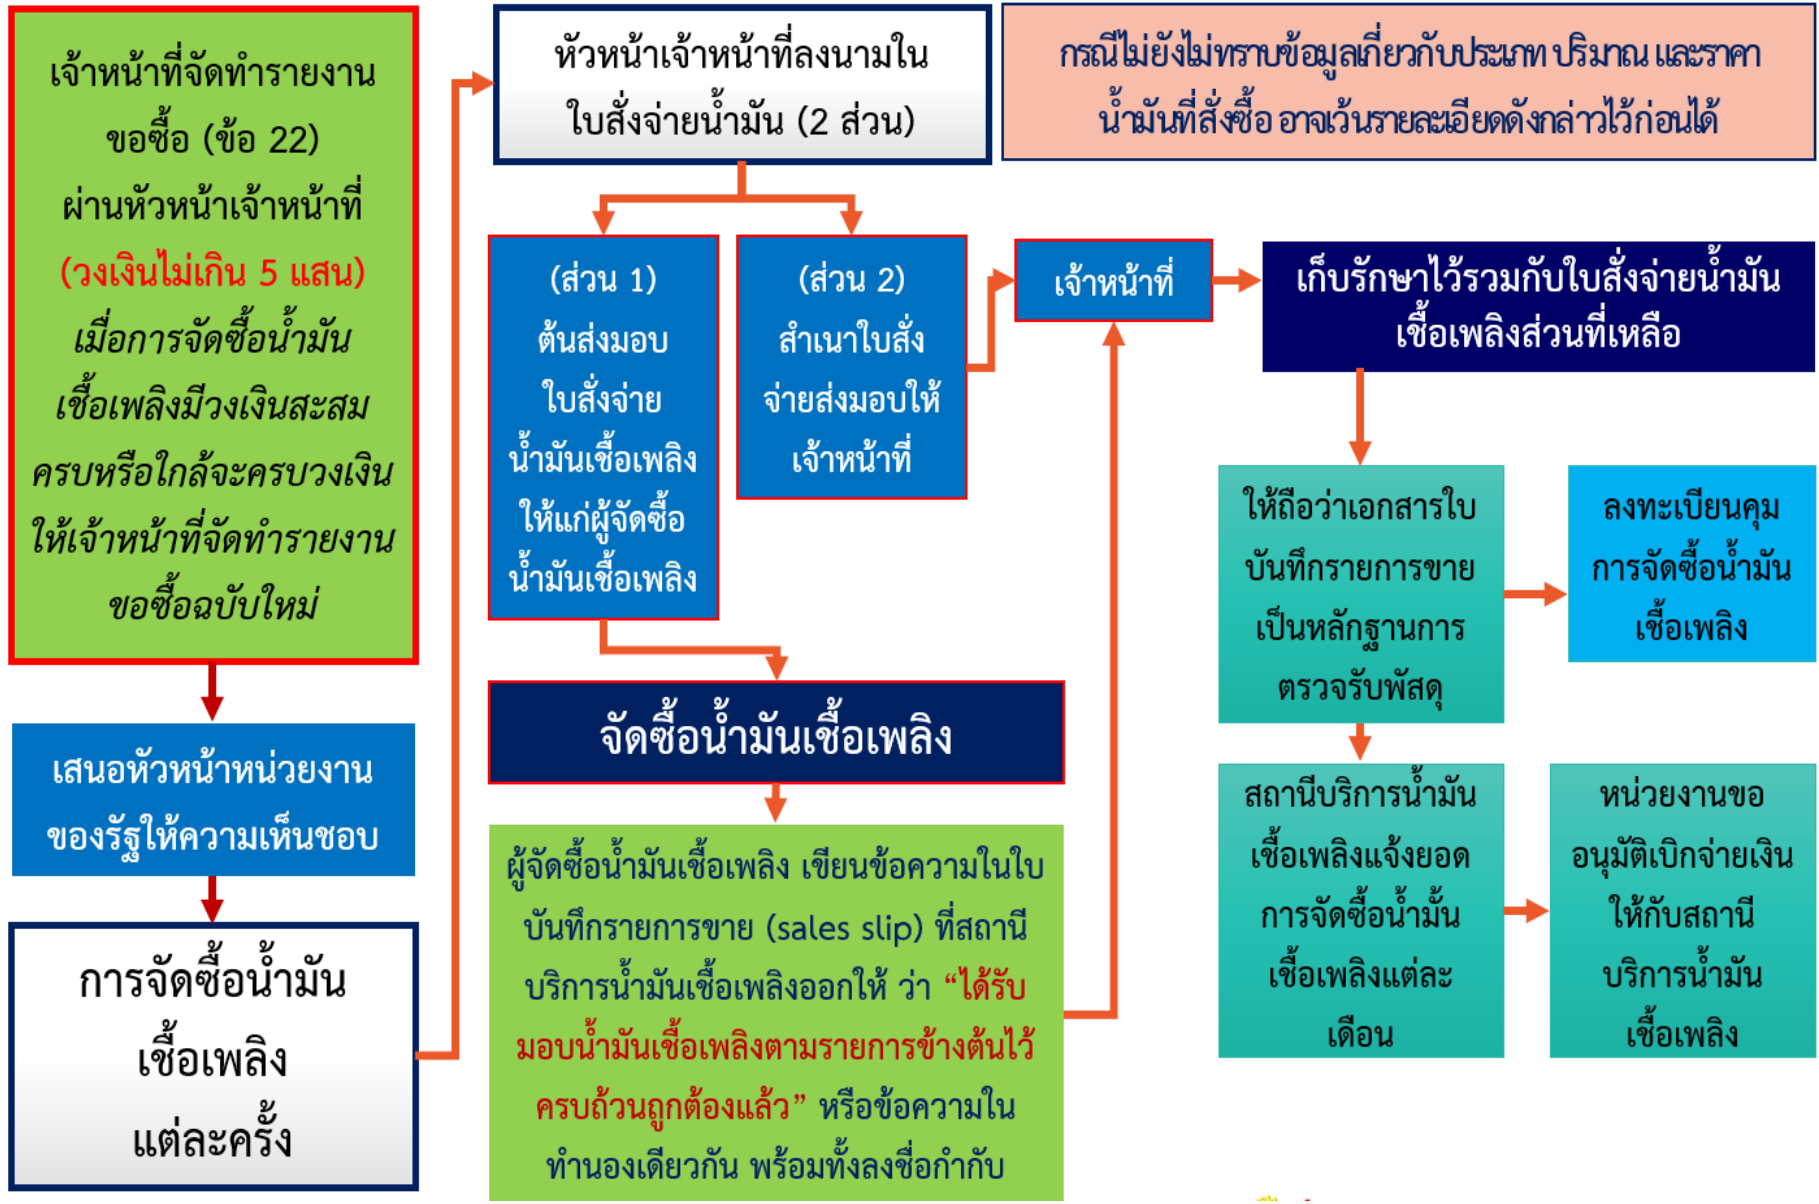 เจ้าหน้าที่จัดทำรายงาน
ขอซื้อ (ข้อ 22)
ผ่านหัวหน้าเจ้าหน้าที่
(วงเงินไม่เกิน 5 แสน)
เมื่อการจัดซื้อน้ำมัน
เชื้อเพลิงมีวงเงินสะสม
ครบหรือใกล้จะครบวงเงิน
ให้เจ้าหน้าที่จัดทำรายงาน
ขอซื้อฉบับใหม่
เสนอหัวหน้าหน่วยงาน
ของรัฐให้ความเห็นชอบ
การจัดซื้อน้ำมัน
เชื้อเพลิง
แต่ละครั้ง
หัวหน้าเจ้าหน้าที่ลงนามใน
ใบสั่งจ่ายน้ำมัน (2 ส่วน)
กรณีไม่ยังไม่ทราบข้อมูลเกี่ยวกับประเภท ปริมาณ และราคา
น้ำมันที่สั่งซื้อ อาจเว้นรายละเอียดดังกล่าวไว้ก่อนได้
(ส่วน 1)
ต้นส่งมอบ
ใบสั่งจ่าย
น้ำมันเชื้อเพลิง
ให้แก่ผู้จัดซื้อ
น้ำมันเชื้อเพลิง
(ส่วน 2)
สำเนาใบสั่ง
จ่ายส่งมอบให้
เจ้าหน้าที่
เจ้าหน้าที่
เก็บรักษาไว้รวมกับใบสั่งจ่ายน้ำมัน
เชื้อเพลิงส่วนที่เหลือ
จัดซื้อน้ำมันเชื้อเพลิง
ผู้จัดซื้อน้ำมันเชื้อเพลิง เขียนข้อความในใบ
บันทึกรายการขาย (sales slip) ที่สถานี
บริการน้ำมันเชื้อเพลิงออกให้ ว่า “ได้รับ
มอบน้ำมันเชื้อเพลิงตามรายการข้างต้นไว้
ครบถ้วนถูกต้องแล้ว” หรือข้อความใน
ทำนองเดียวกัน พร้อมทั้งลงชื่อกำกับ
ให้ถือว่าเอกสารใบ
บันทึกรายการขาย
เป็นหลักฐานการ
ตรวจรับพัสดุ
ลงทะเบียนคุม
การจัดซื้อน้ำมัน
เชื้อเพลิง
สถานีบริการน้ำมัน
เชื้อเพลิงแจ้งยอด
การจัดซื้อน้ำมั้น
เชื้อเพลิงแต่ละ
เดือน
หน่วยงานขอ
อนุมัติเบิกจ่ายเงิน
ให้กับสถานี
บริการน้ำมัน
เชื้อเพลิง